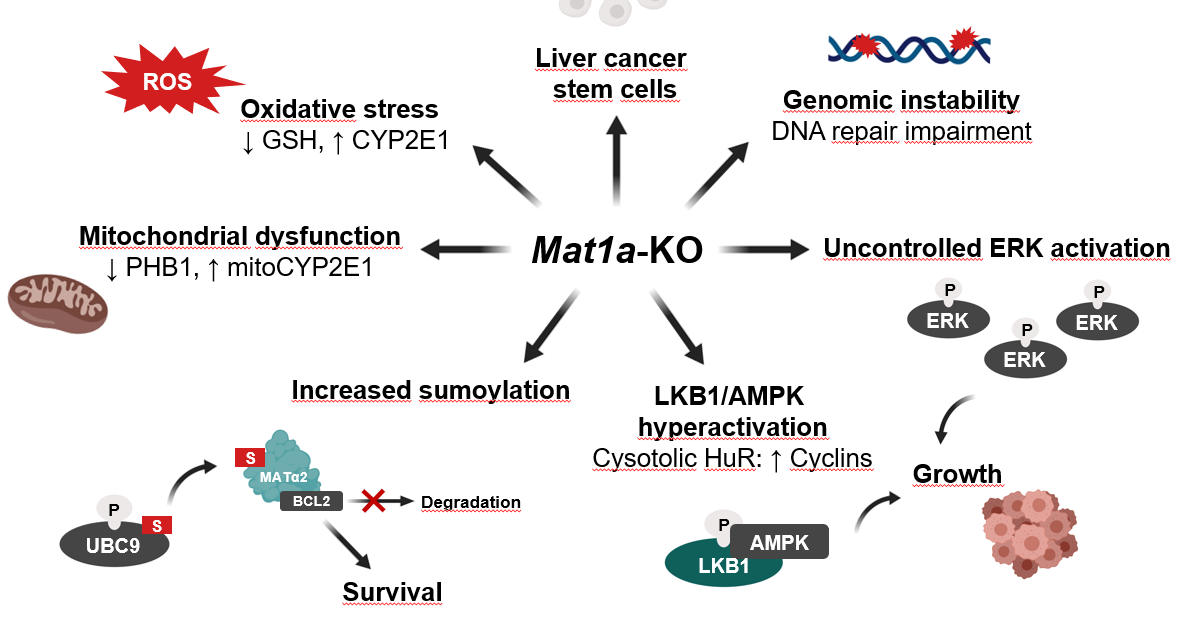 ROS
Oxidative stress
↓ GSH, ↑ CYP2E1
Liver cancer
stem cells
Genomic instability
DNA repair impairment
Mitochondrial dysfunction
↓ PHB1, ↑ mitoCYP2E1
Mat1a-KO
Uncontrolled ERK activation
P
ERK
P
ERK
P
ERK
Increased sumoylation
S
MATα2
BCL2
Degradation
P
S
UBC9
Survival
LKB1/AMPK
hyperactivation
Cysotolic HuR: ↑ Cyclins
P
AMPK
LKB1
Growth